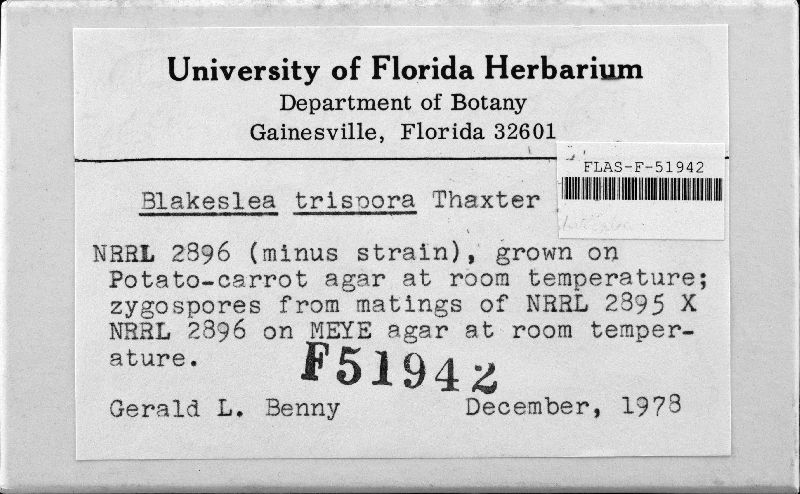 University of Florida Herbarium
Department of Botany
Gainesville, Florida 32601
FLAS-F-51942
Blakeslea trispora Thaxter
NRRL 2896 (minus strain), grown on
Potato-carrot agar at room temperature;
zygospores from matings of NRRL 2895 X
NRRL 2896 on MEYE agar at room temper-
ature.
F51942
Gerald L. Benny December, 1978